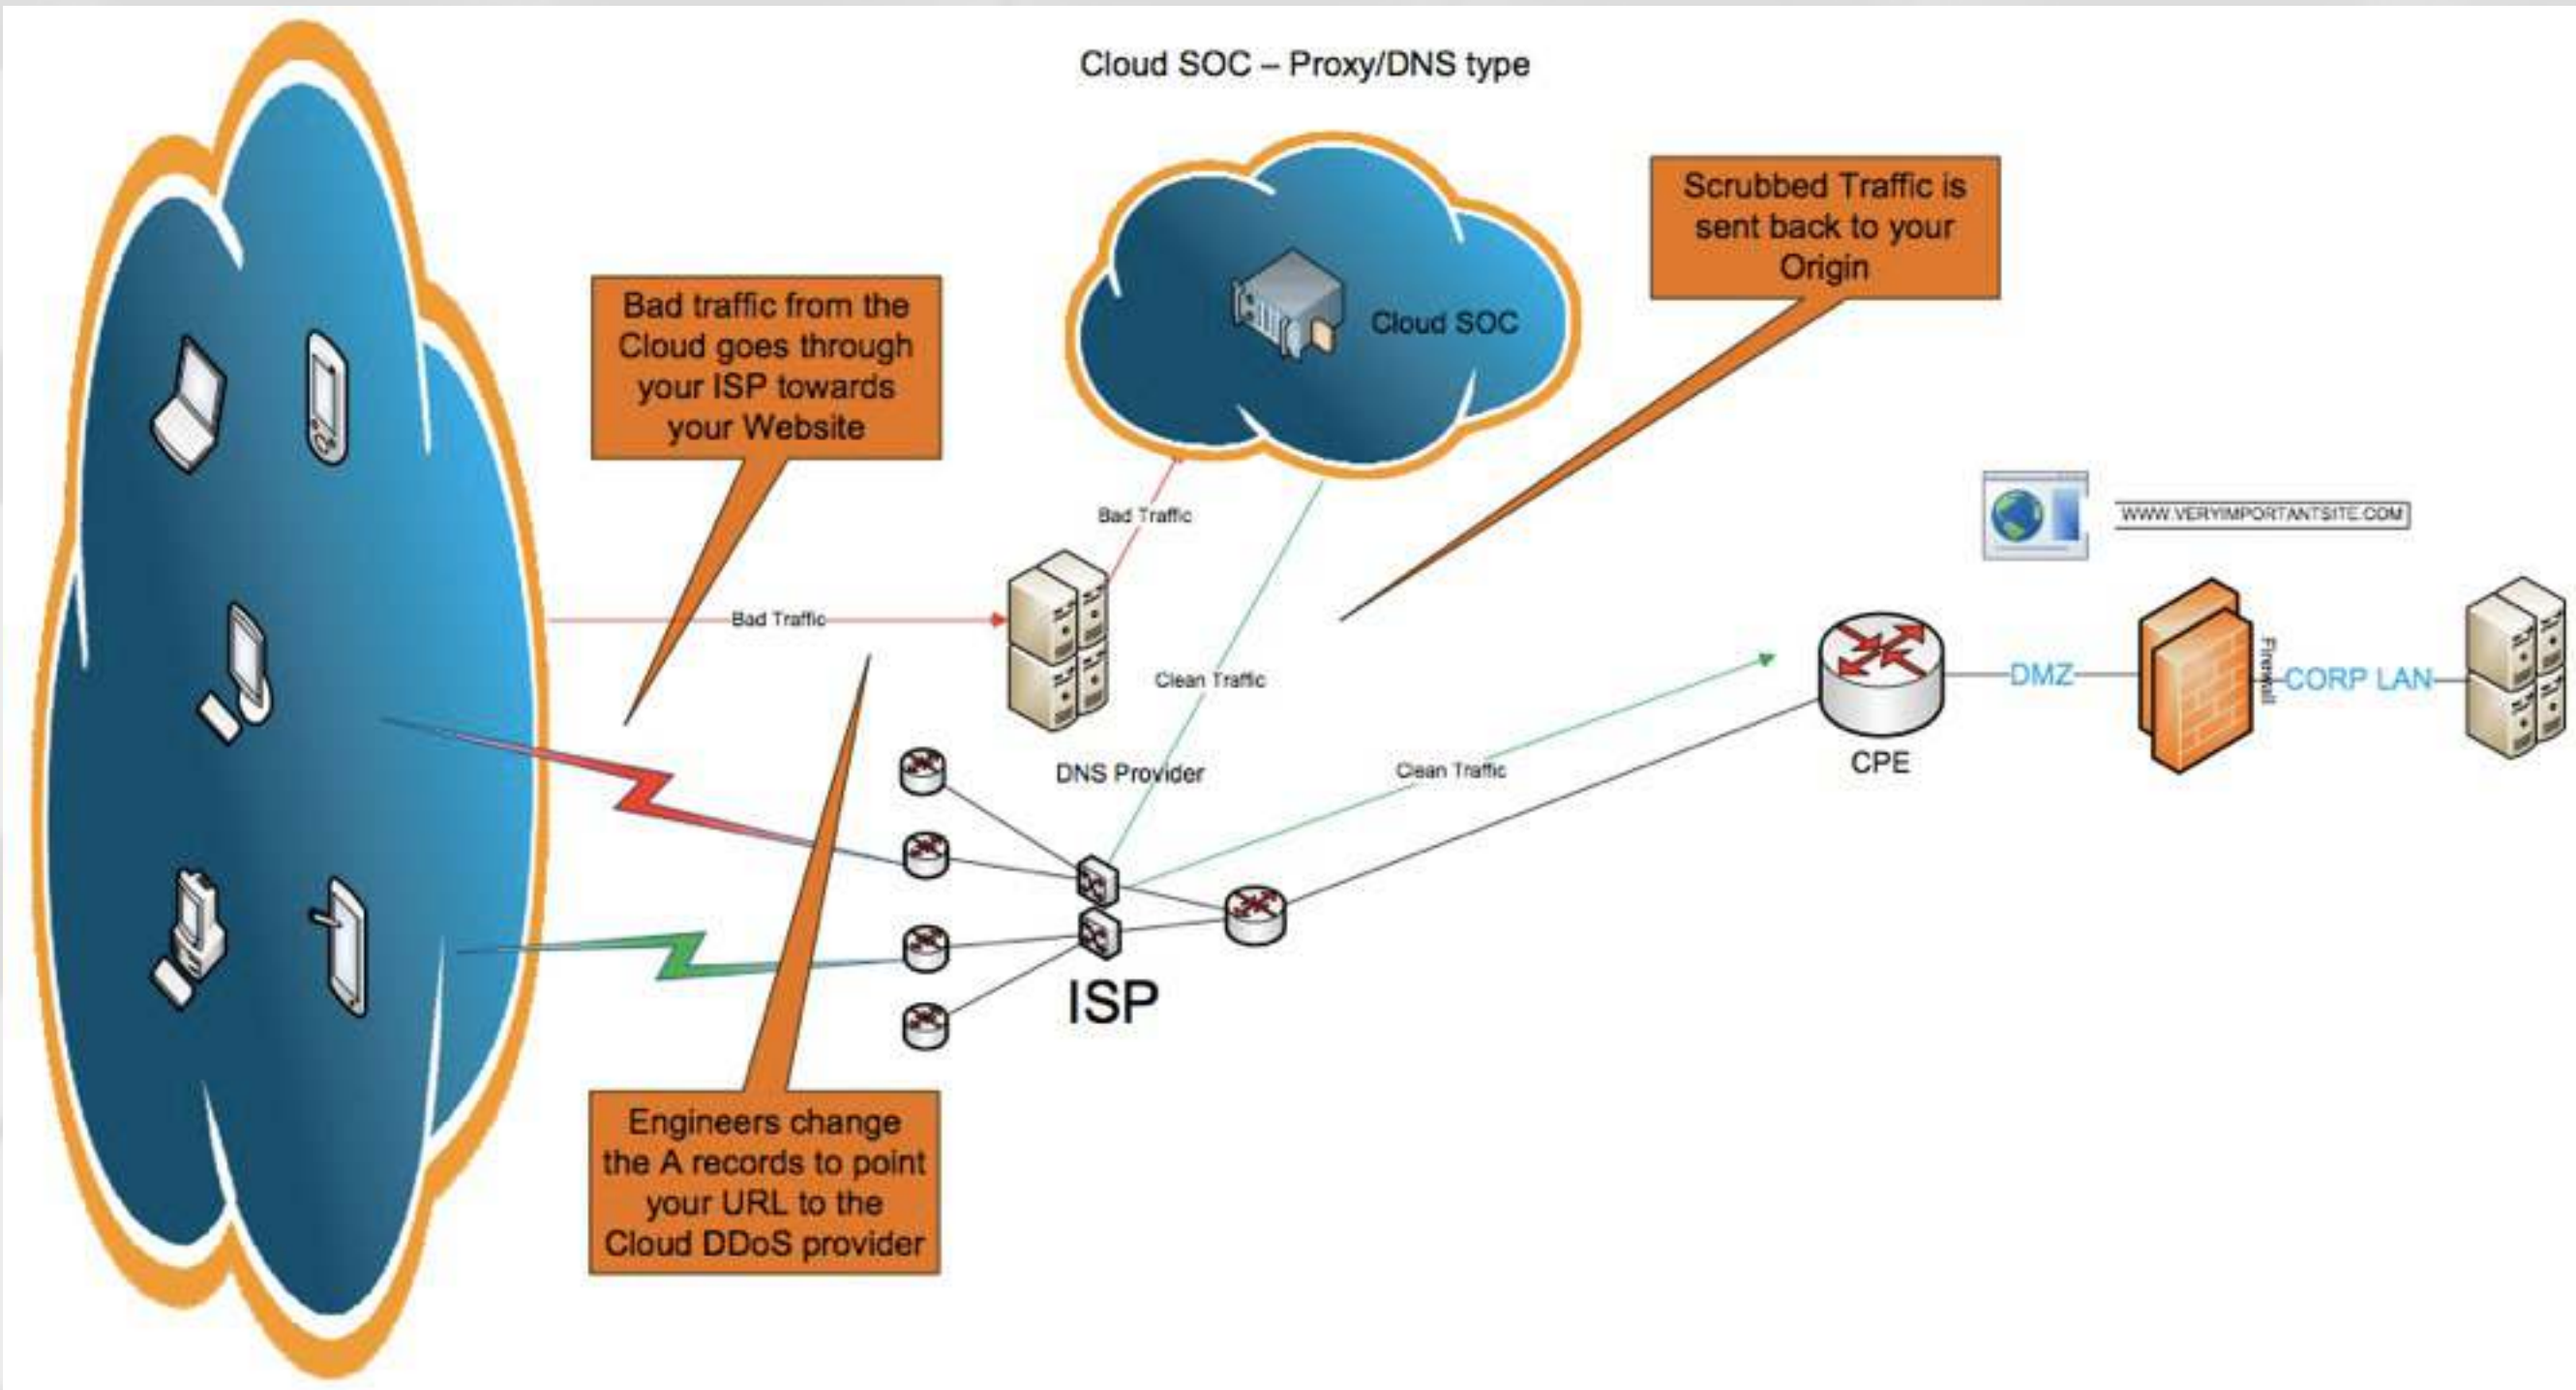 Cloud SOC – Proxy/DNS type
Scrubbed Traffic is
sent back to your
Origin
Bad traffic from the
Cloud goes through
your ISP towards
your Website
Cloud SOC
Bad Traffic
WWW.VERYIMPORTANTSITE.COM
Bad Traffic
Clean Traffic
DMZ
Firewall
CORP LAN
DNS Provider
Clean Traffic
CPE
ISP
Engineers change
the A records to point
your URL to the
Cloud DDoS provider